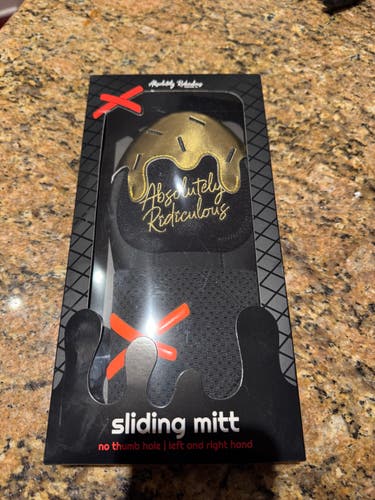 Absolutely Ridiculous
Absolutely
Ridiculous
sliding mitt
no thumb hole | left and right hand